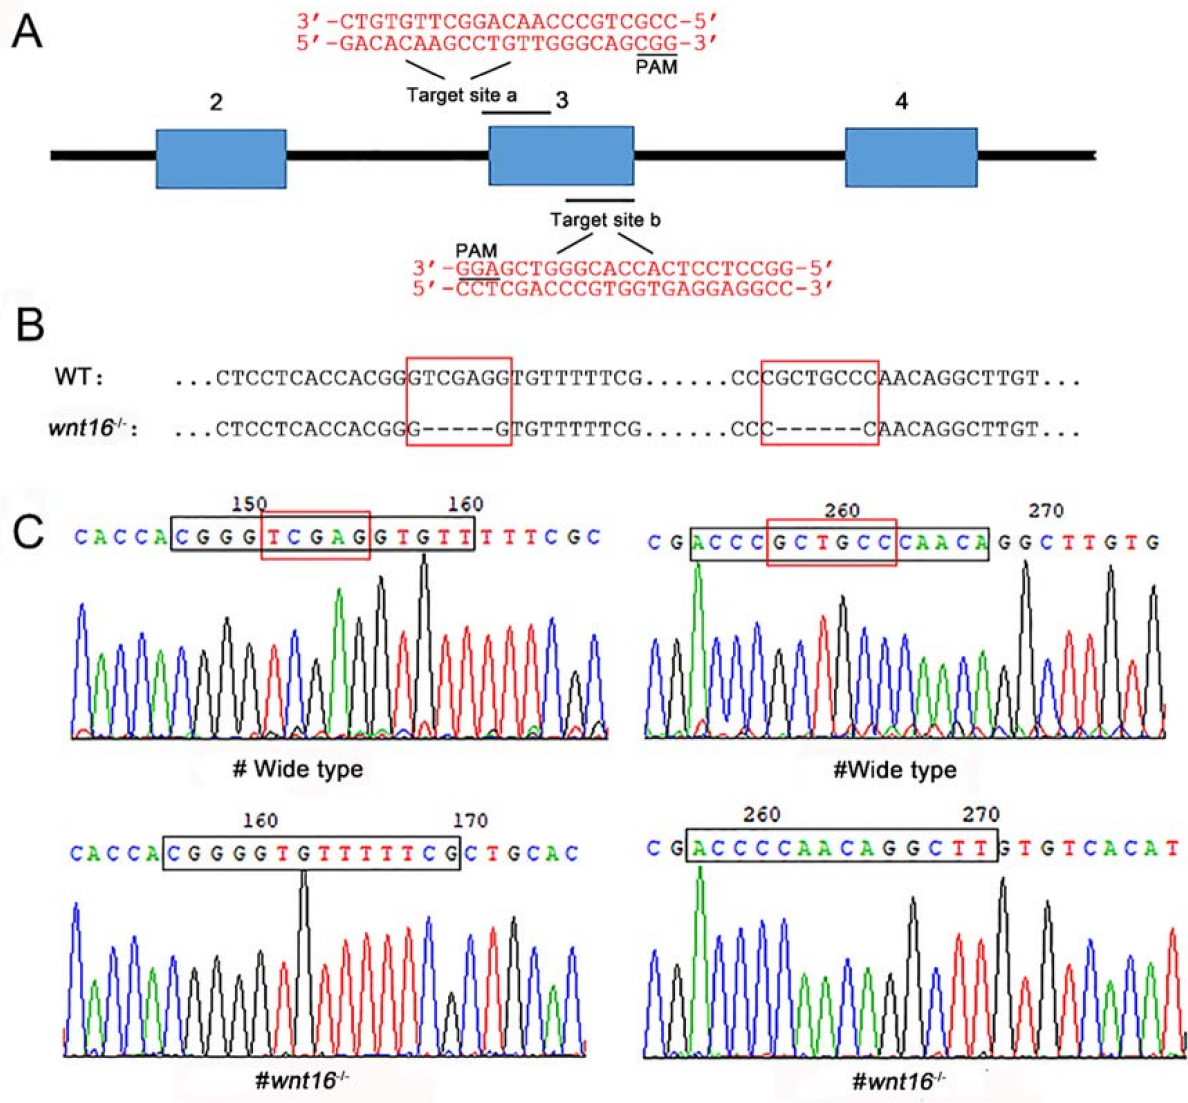 A
3′-CTGTGTTCGGACAACCCGTCGCC-5′
5′-GACACAAGCCTGTTGGGCAGCGG-3′
PAM
Target site a
2
3
4
Target site b
PAM
3′-GGAGCTGGGCACCACTCCTCCGG-5′
5′-CCTCGACCCGTGGTGAGGAGGCC-3′
B
WT: ...CTCCTCACCACGGGTCGAGGTGTTTTTCG......CCCCGCTGCCCAACAGGCTTGT...
wnt16-/-: ...CTCCTCACCACGGG-----GTGTTTTTCG......CCCC------CAACAGGCTTGT...
C
150 160
CACCACGGGTCGAGGTGTTTTTCGC
# Wide type
260 270
CGACCCGCTGCCCAACAGGCTTGTG
#Wide type
160 170
CACCACGGGGTGTTTTTCGCTGCAC
#wnt16-/-
260 270
CGACCCCAACAGGCTTGTGTCACAT
#wnt16-/-